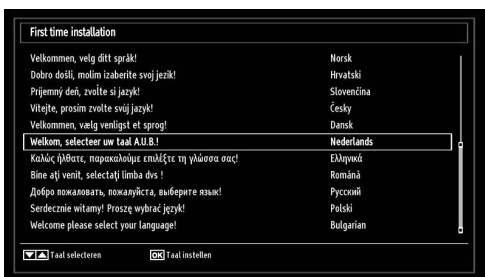 First time installation
Velkommen, velg ditt språk! Norsk
Dobro došli, molim izaberite svoj jezik! Hrvatski
Príjemný deň, zvoľte si jazyk! Slovenčina
Vítejte, prosím zvolte svůj jazyk! Česky
Velkommen, vælg venligst et sprog! Dansk
Welkom, selecteer uw taal A.U.B.! Nederlands
Καλώς ήλθατε, παρακαλούμε επιλέξτε τη γλώσσα σας! Ελληνικά
Bine aţi venit, selectaţi limba dvs ! Română
Добро пожаловать, пожалуйста, выберите язык! Русский
Serdecznie witamy! Proszę wybrać język! Polski
Welcome please select your language! Bulgarian
Taal selecteren OK Taal instellen